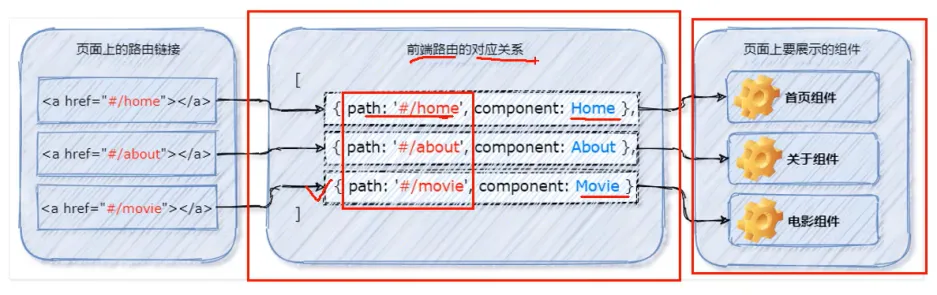 页面上的路由链接
<a href="#/home"></a>
<a href="#/about"></a>
<a href="#/movie"></a>
前端路由的对应关系
[
{ path: '#/home', component: Home },
{ path: '#/about', component: About },
{ path: '#/movie', component: Movie }
]
页面上要展示的组件
首页组件
关于组件
电影组件